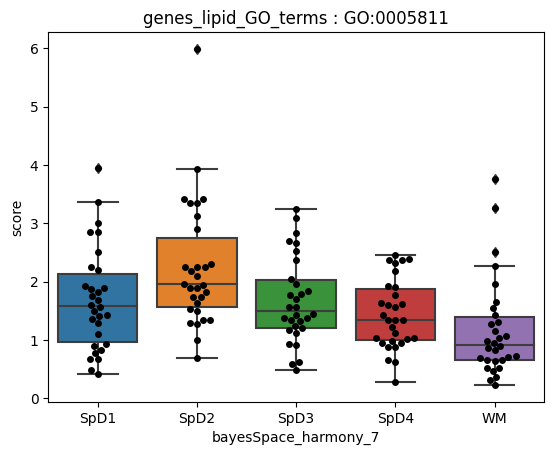 genes_lipid_GO_terms : GO:0005811
6
5
4
3
2
1
0
score
SpD1 SpD2 SpD3 SpD4 WM
bayesSpace_harmony_7